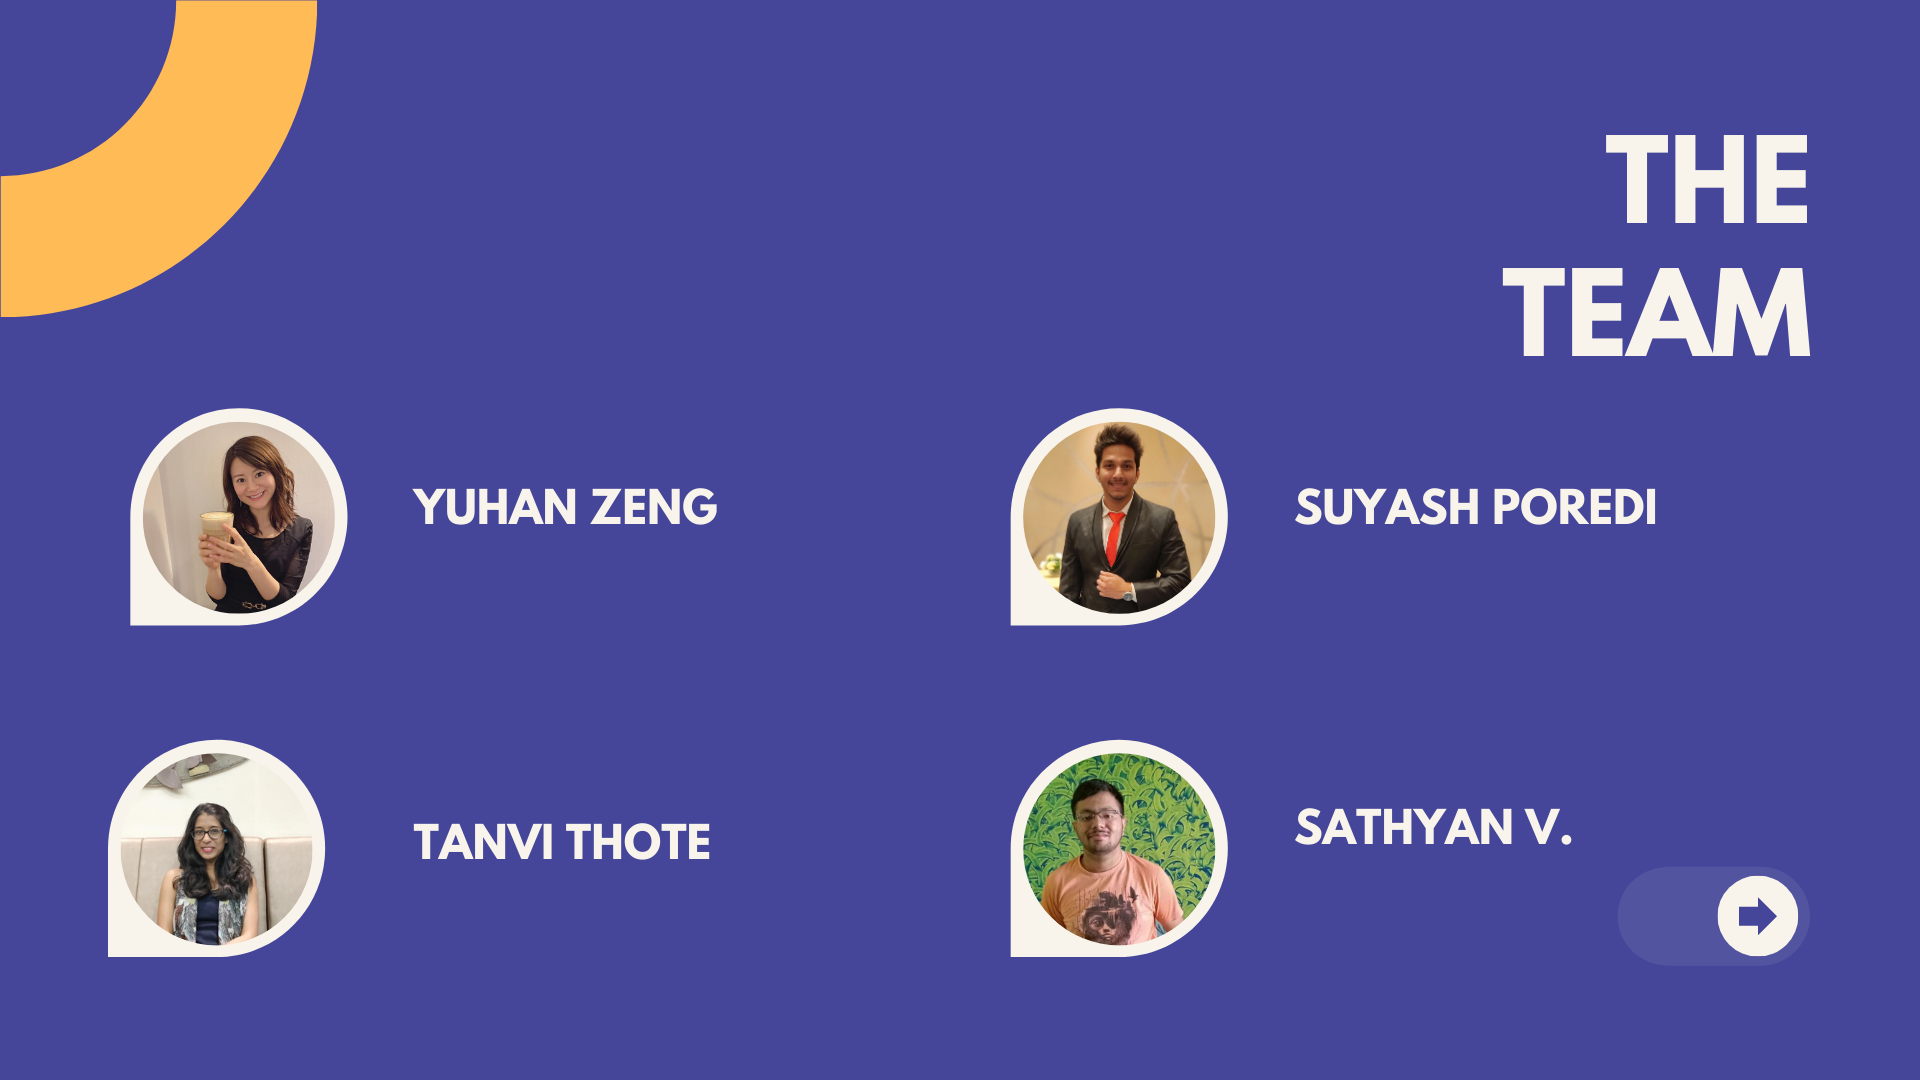 THE
TEAM
YUHAN ZENG
SUYASH POREDI
TANVI THOTE
SATHYAN V.